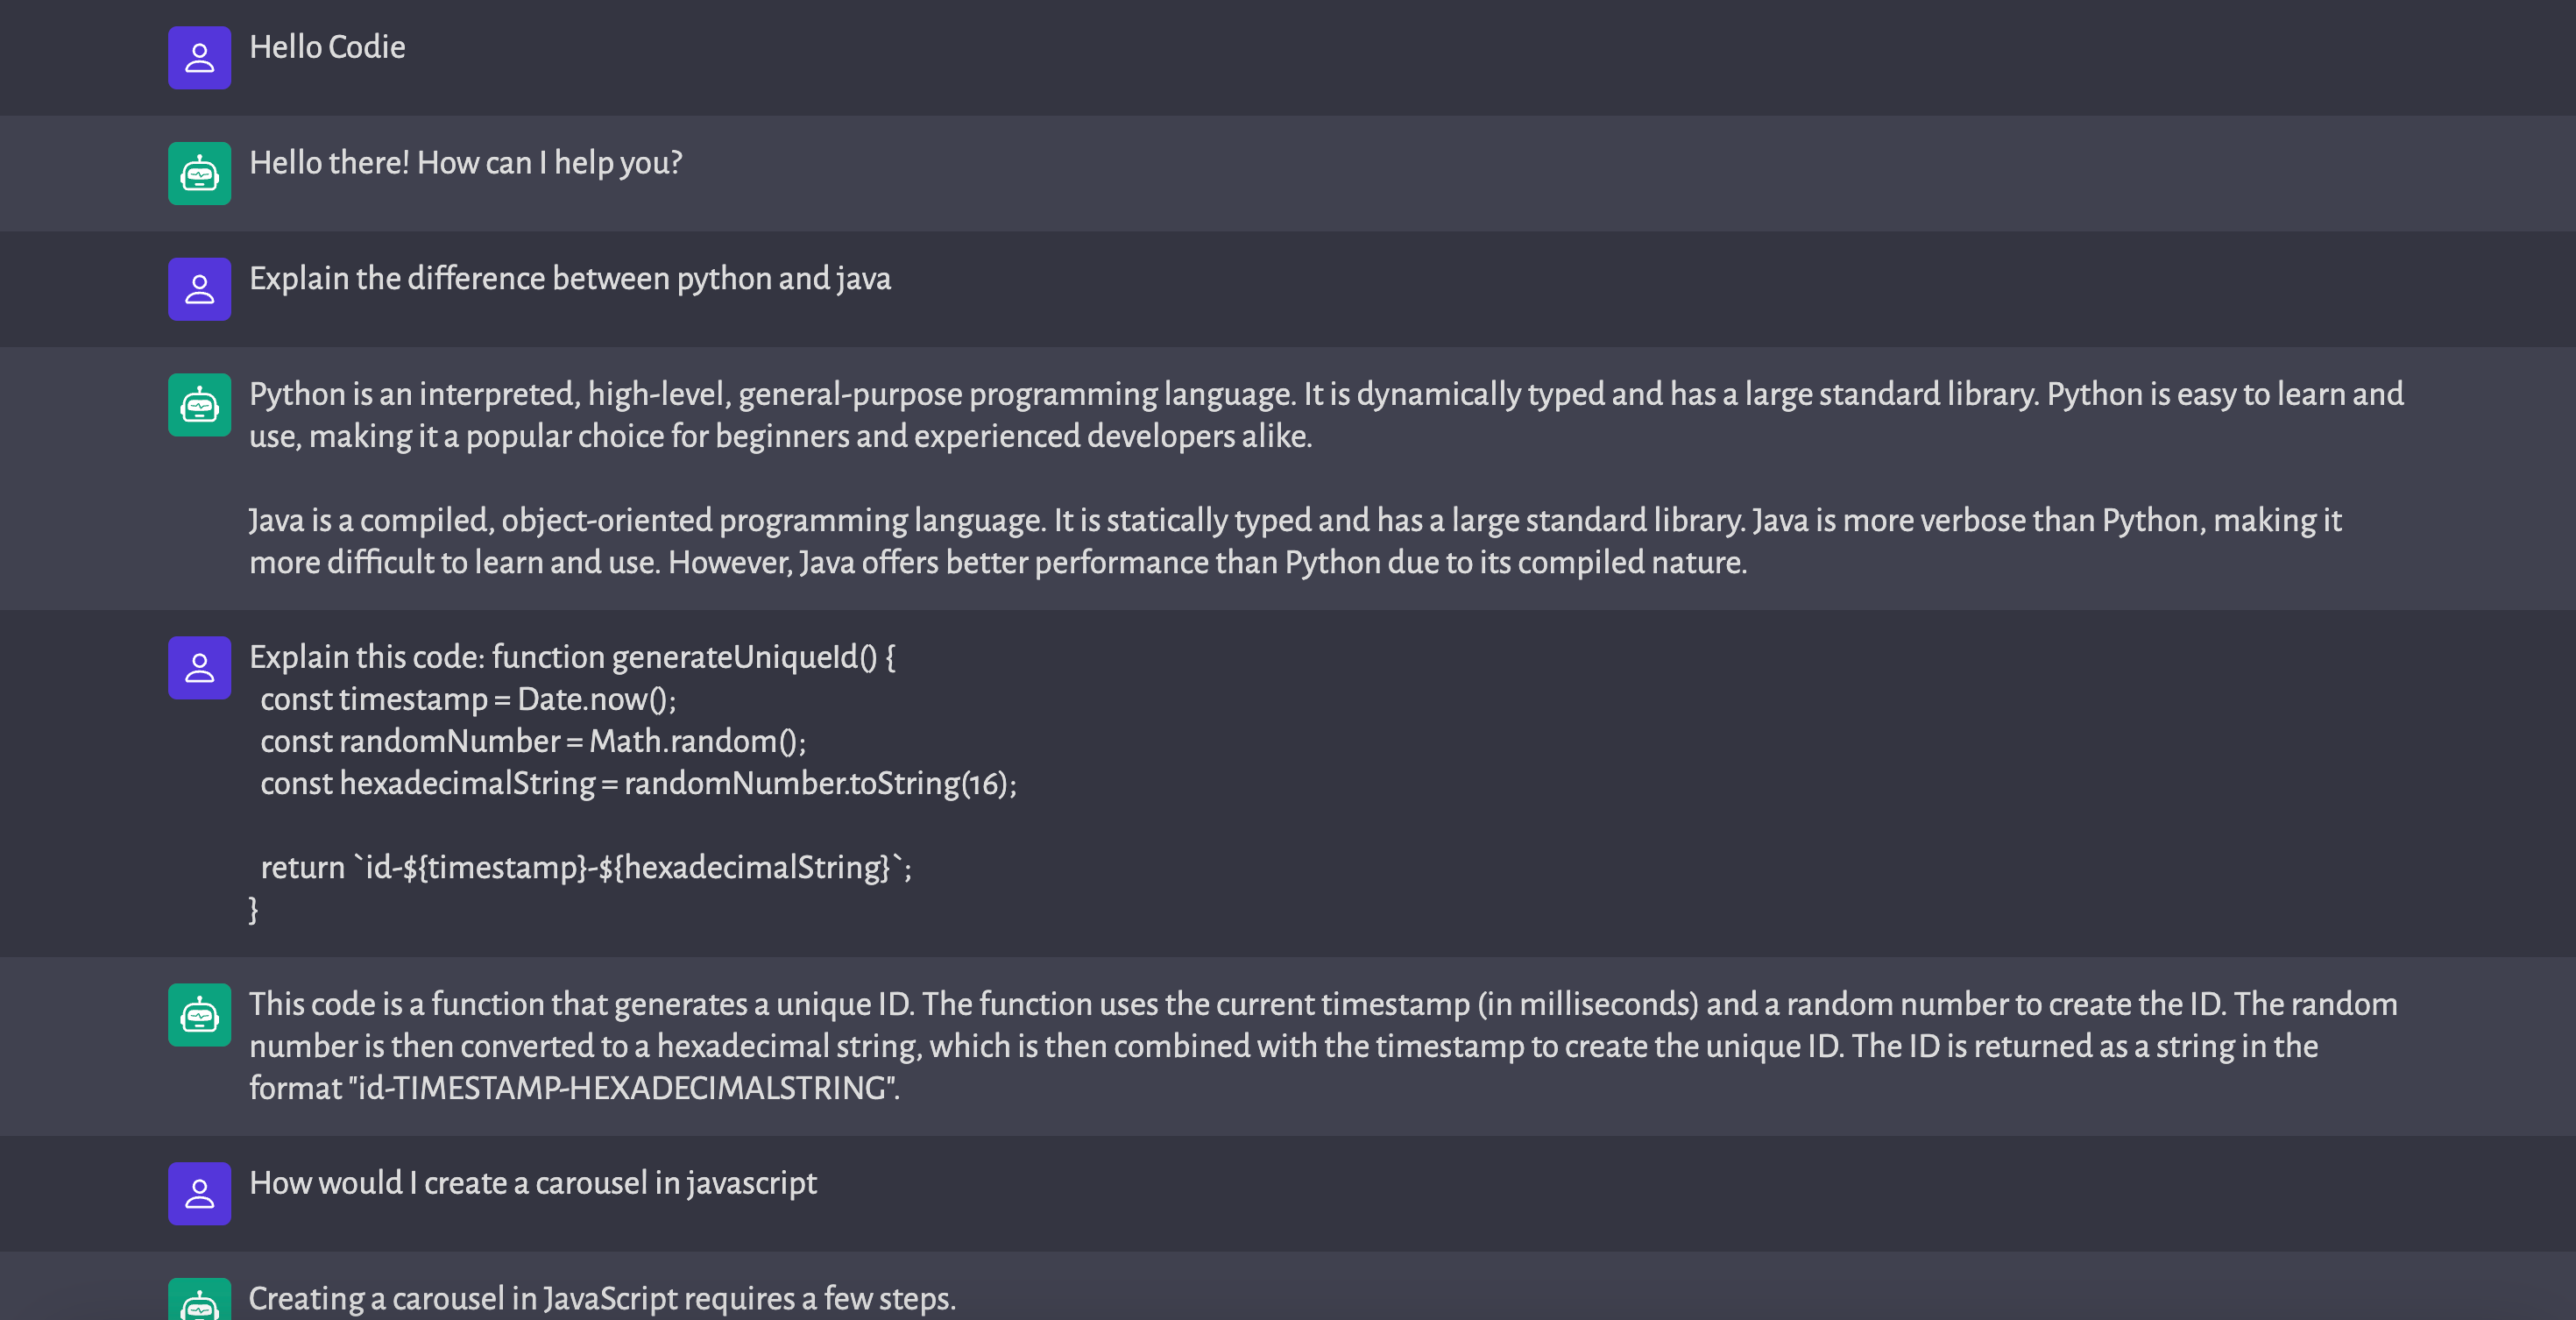 Hello Codie
Hello there! How can I help you?
Explain the difference between python and java
Python is an interpreted, high-level, general-purpose programming language. It is dynamically typed and has a large standard library. Python is easy to learn and
use, making it a popular choice for beginners and experienced developers alike.
Java is a compiled, object-oriented programming language. It is statically typed and has a large standard library. Java is more verbose than Python, making it
more difficult to learn and use. However, Java offers better performance than Python due to its compiled nature.
Explain this code: function generateUniqueId() {
  const timestamp = Date.now();
  const randomNumber = Math.random();
  const hexadecimalString = randomNumber.toString(16);
  return `id-${timestamp}-${hexadecimalString}`;
}
This code is a function that generates a unique ID. The function uses the current timestamp (in milliseconds) and a random number to create the ID. The random
number is then converted to a hexadecimal string, which is then combined with the timestamp to create the unique ID. The ID is returned as a string in the
format "id-TIMESTAMP-HEXADECIMALSTRING".
How would I create a carousel in javascript
Creating a carousel in JavaScript requires a few steps.